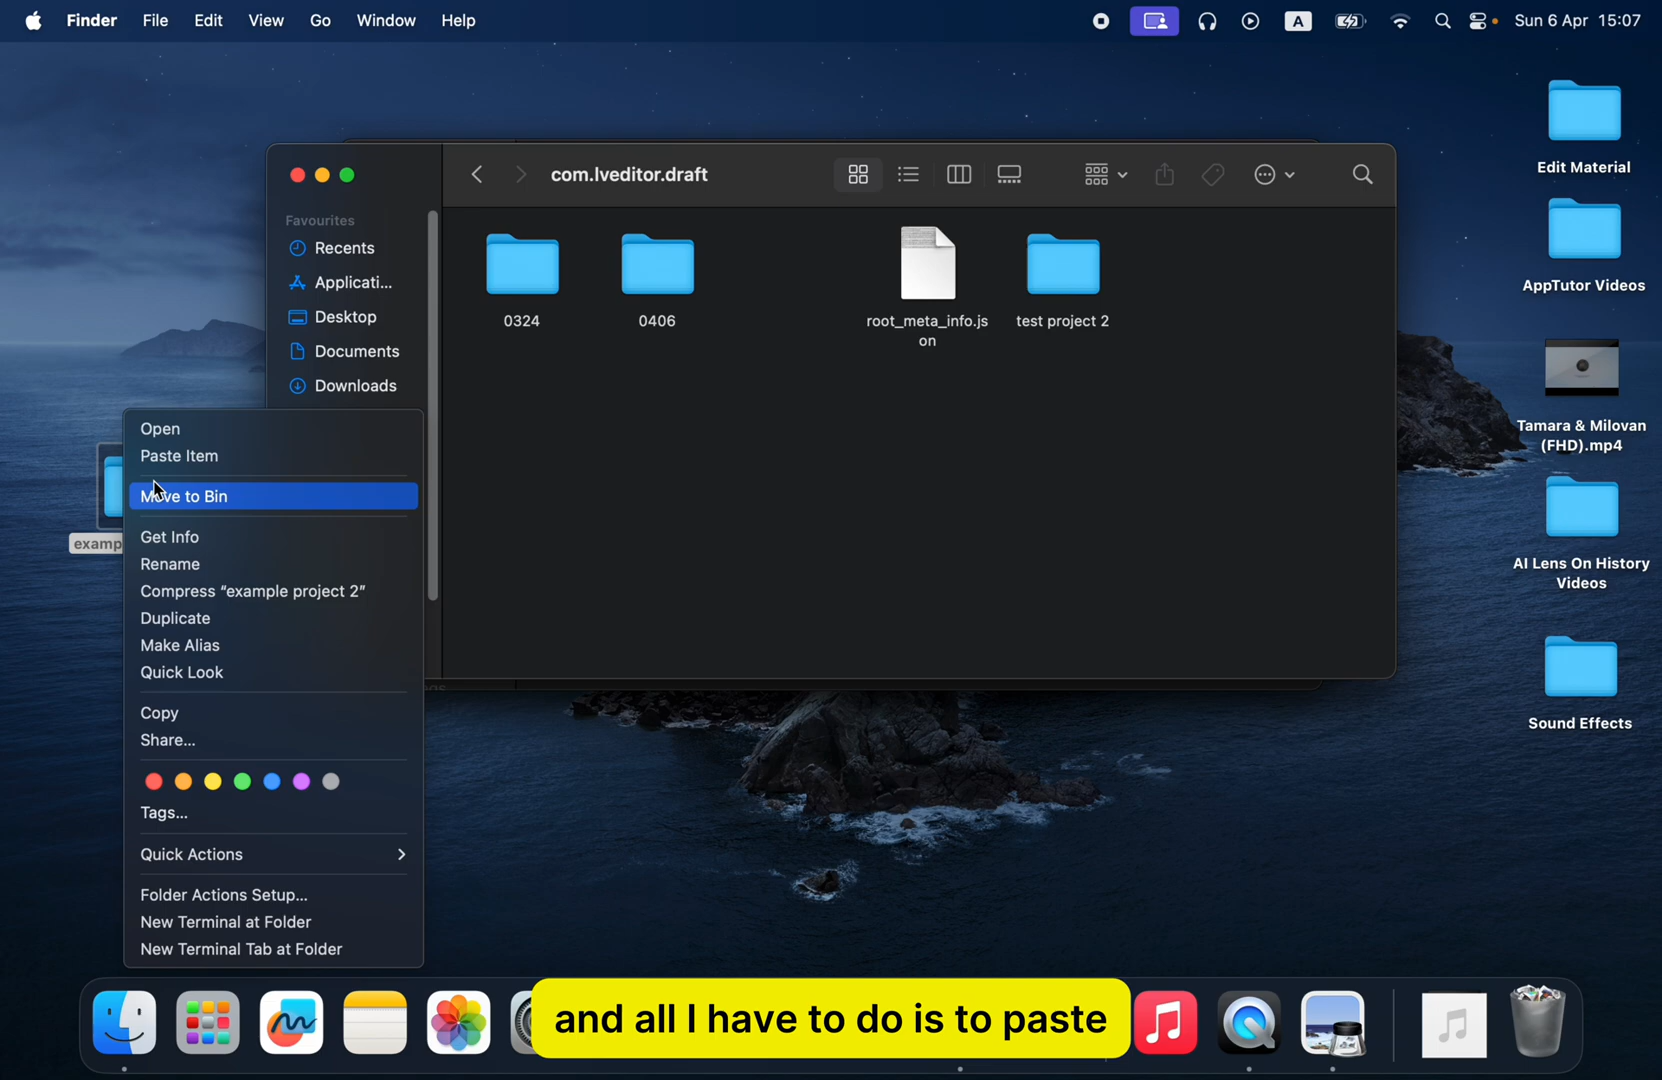 Finder File Edit View Go Window Help A Sun 6 Apr 15:07
com.lveditor.draft
Favourites
Recents
Applicati...
Desktop
Documents
Downloads
0324
0406
root_meta_info.js
on
test project 2
Open
Paste Item
Move to Bin
Get Info
Rename
Compress “example project 2”
Duplicate
Make Alias
Quick Look
Copy
Share...
Tags...
Quick Actions
Folder Actions Setup...
New Terminal at Folder
New Terminal Tab at Folder
examp
Edit Material
AppTutor Videos
Tamara & Milovan
(FHD).mp4
AI Lens On History
Videos
Sound Effects
and all I have to do is to paste